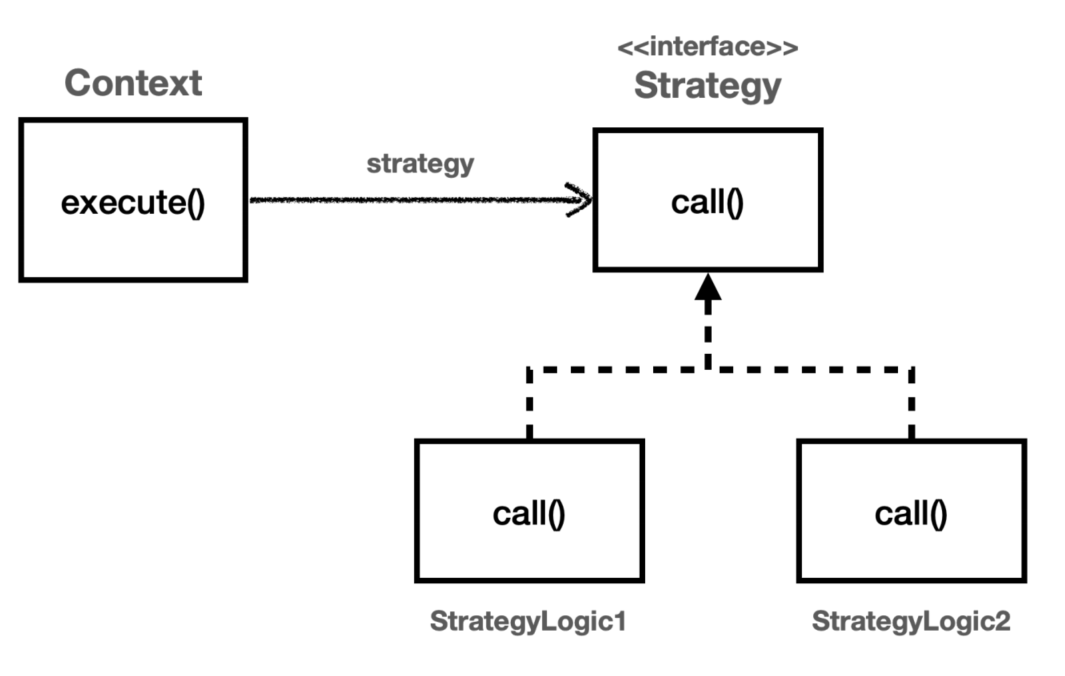 <<interface>>
Context
Strategy
strategy
execute()
call()
call()
call()
StrategyLogic1
StrategyLogic2